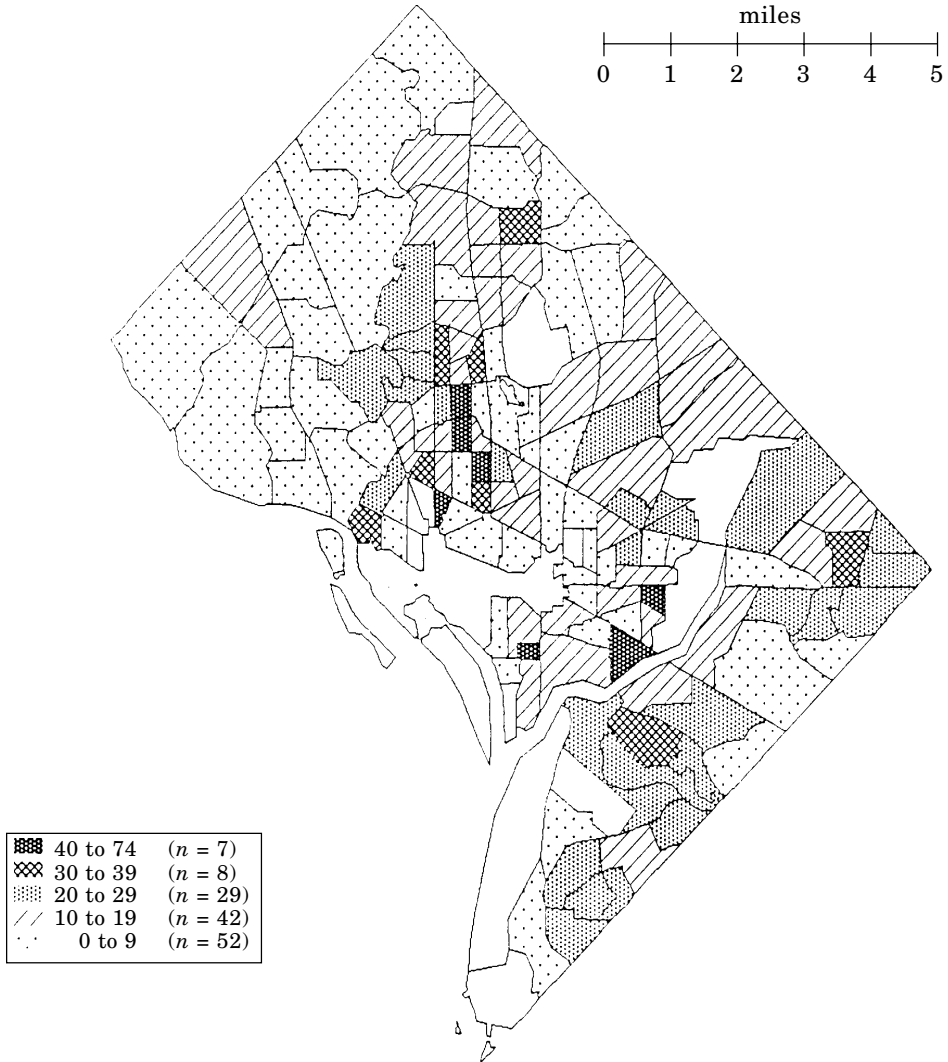 miles
0 1 2 3 4 5
40 to 74 (n = 7)
30 to 39 (n = 8)
20 to 29 (n = 29)
10 to 19 (n = 42)
0 to 9 (n = 52)